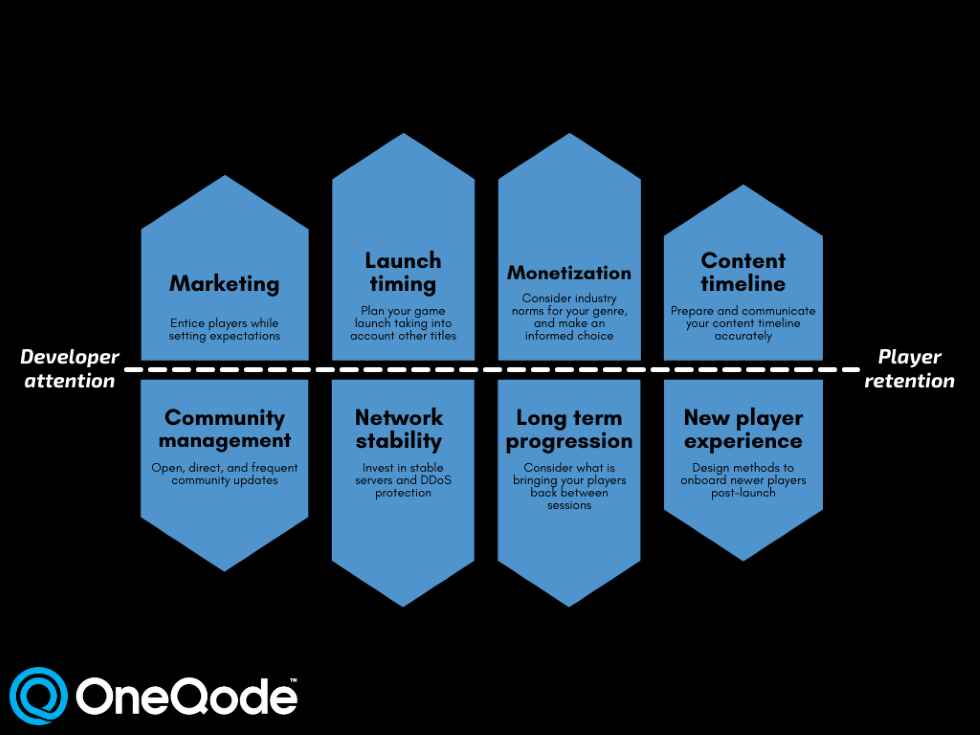 Marketing
Entice players while
setting expectations
Launch
timing
Plan your game
launch taking into
account other titles
Monetization
Consider industry
norms for your genre,
and make an
informed choice
Content
timeline
Prepare and communicate
your content timeline
accurately
Developer
attention
Player
retention
Community
management
Open, direct, and frequent
community updates
Network
stability
Invest in stable
servers and DDoS
protection
Long term
progression
Consider what is
bringing your players
back between
sessions
New player
experience
Design methods to
onboard newer players
post-launch
OneQode™